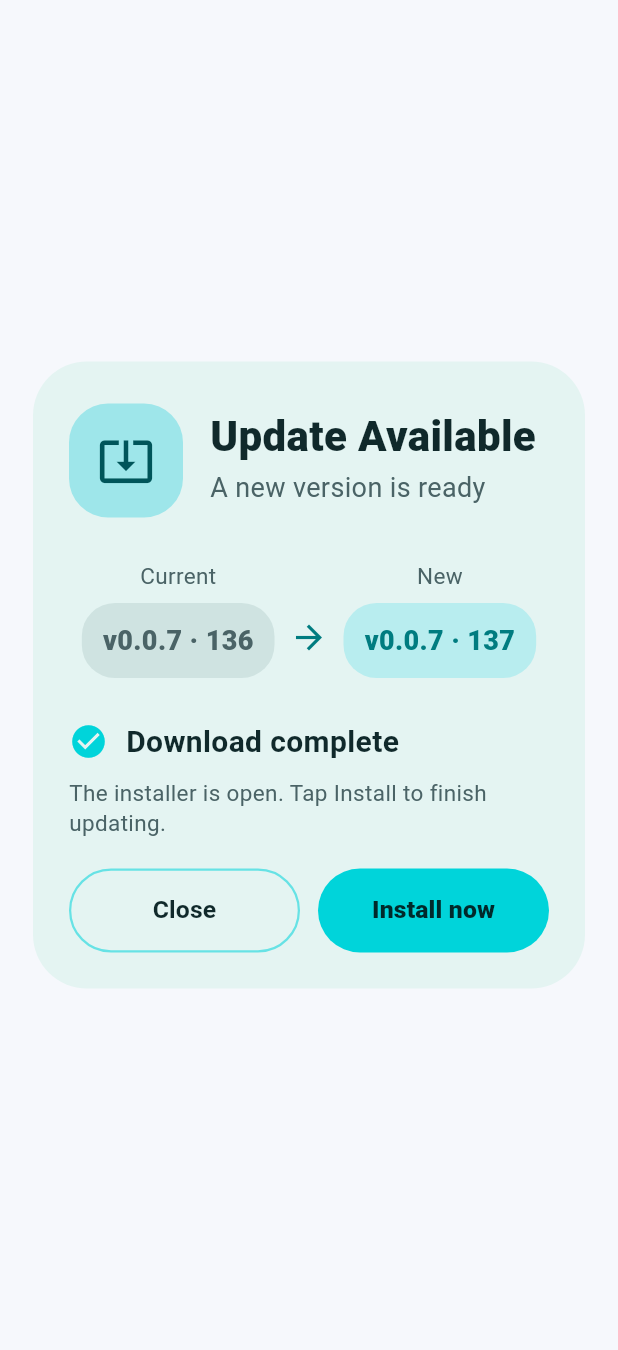 Update Available
A new version is ready
Current
New
v0.0.7 · 136
v0.0.7 · 137
Download complete
The installer is open. Tap Install to finish
updating.
Close
Install now